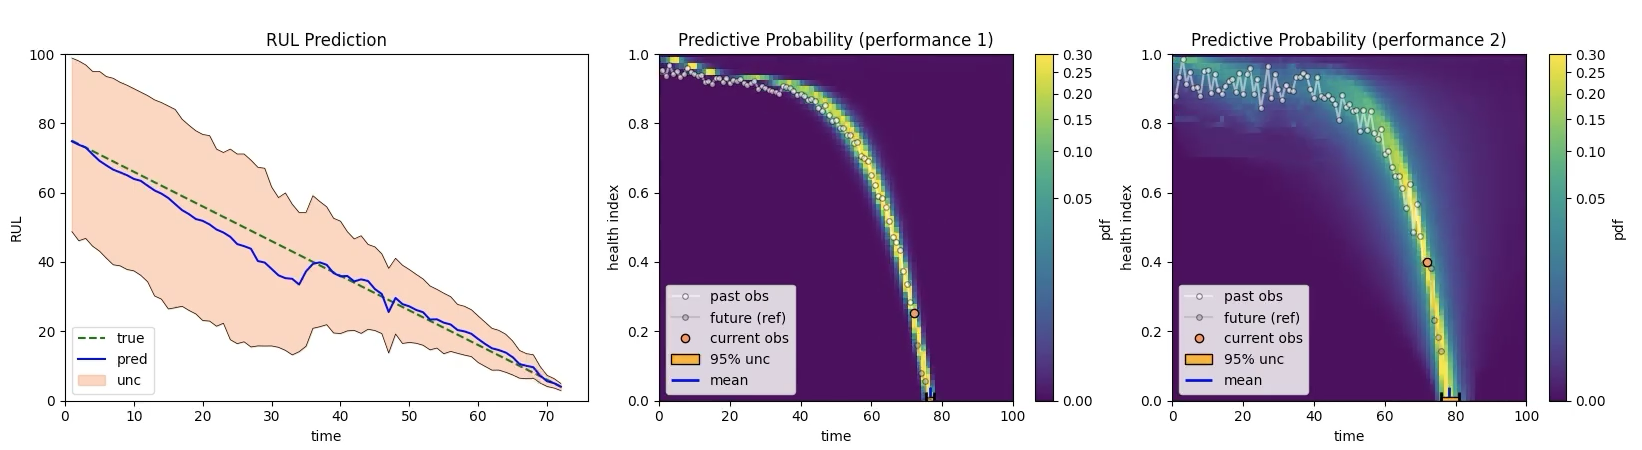 RUL Prediction
RUL
100
80
60
40
20
0
true
pred
unc
0 10 20 30 40 50 60 70
time
Predictive Probability (performance 1)
health index
1.0
0.8
0.6
0.4
0.2
0.0
past obs
future (ref)
current obs
95% unc
mean
0 20 40 60 80 100
time
0.30
0.25
0.20
0.15
0.10
0.05
0.00
pdf
Predictive Probability (performance 2)
health index
1.0
0.8
0.6
0.4
0.2
0.0
past obs
future (ref)
current obs
95% unc
mean
0 20 40 60 80 100
time
0.30
0.25
0.20
0.15
0.10
0.05
0.00
pdf